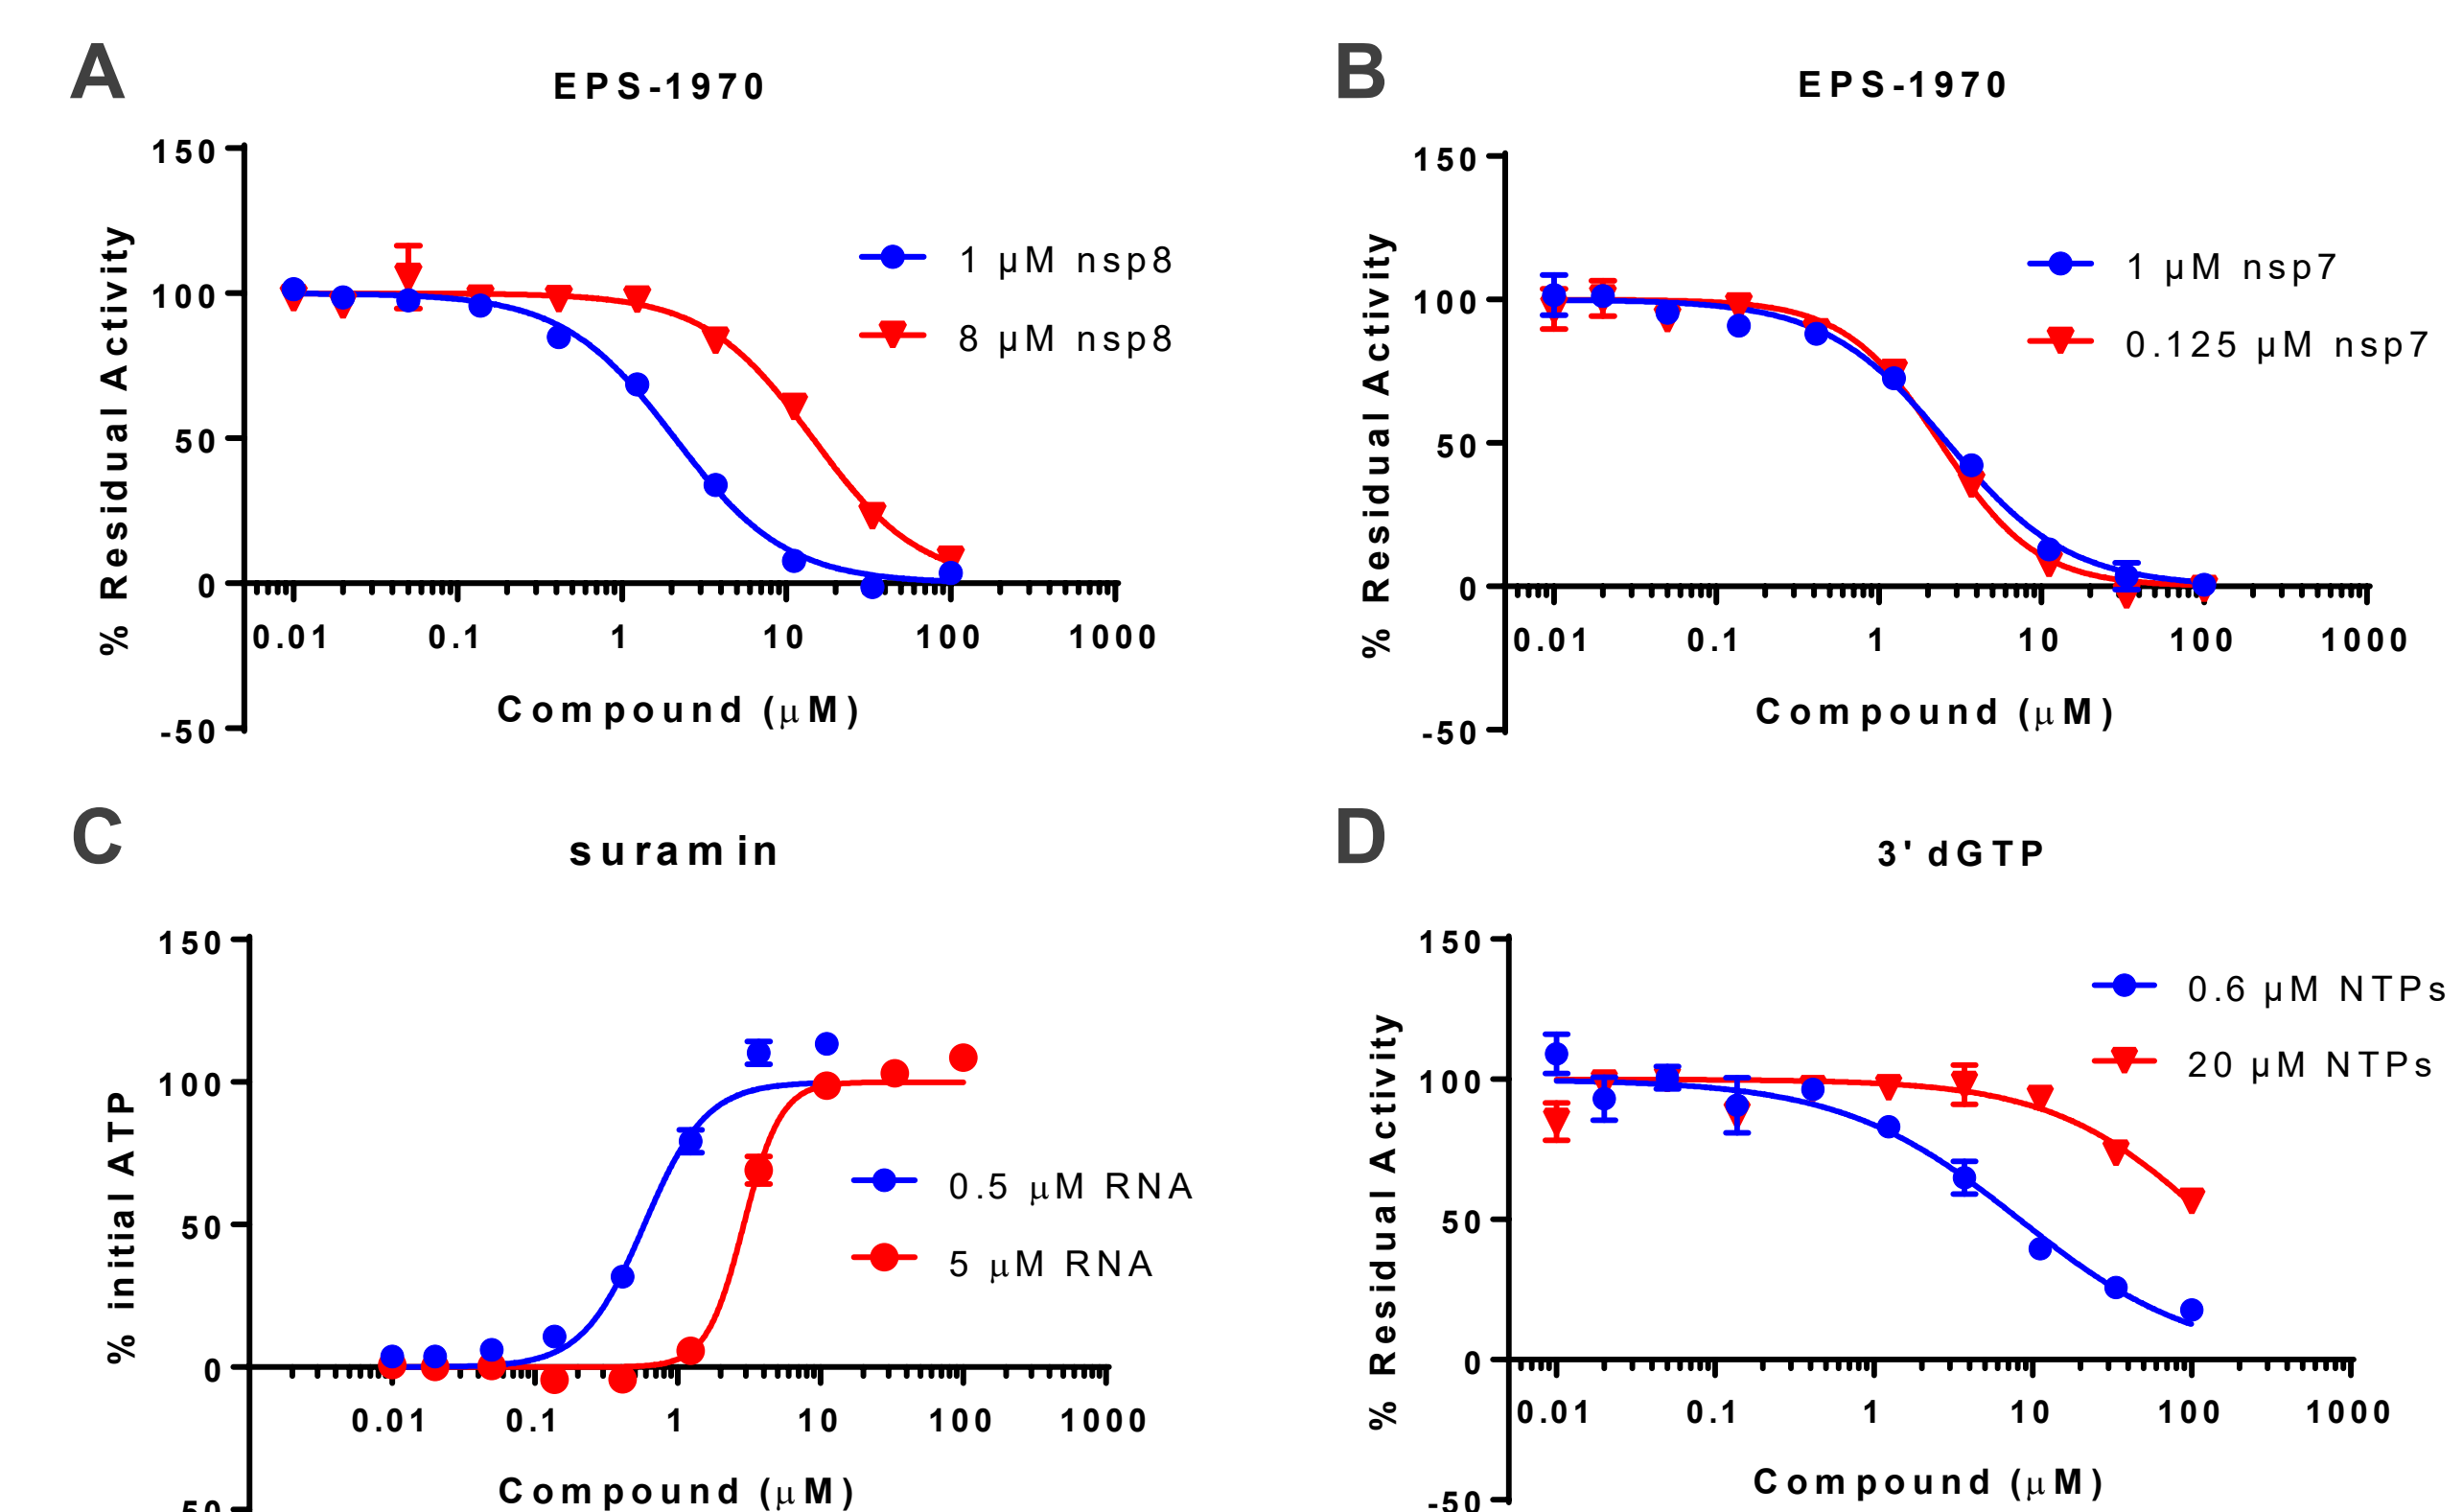 A
EPS-1970
150
100
50
0
-50
% Residual Activity
1 µM nsp8
8 µM nsp8
0.01 0.1 1 10 100 1000
Compound (µM)
B
EPS-1970
150
100
50
0
-50
% Residual Activity
1 µM nsp7
0.125 µM nsp7
0.01 0.1 1 10 100 1000
Compound (µM)
C
suramin
150
100
50
0
% initial ATP
0.5 µM RNA
5 µM RNA
0.01 0.1 1 10 100 1000
Compound (µM)
D
3' dGTP
150
100
50
0
-50
% Residual Activity
0.6 µM NTPs
20 µM NTPs
0.01 0.1 1 10 100 1000
Compound (µM)